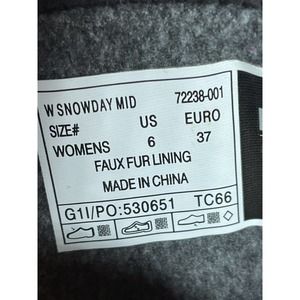 W SNOWDAY MID 72238-001
SIZE# US EURO
WOMENS 6 37
FAUX FUR LINING
MADE IN CHINA
G1I/PO:530651 TC66